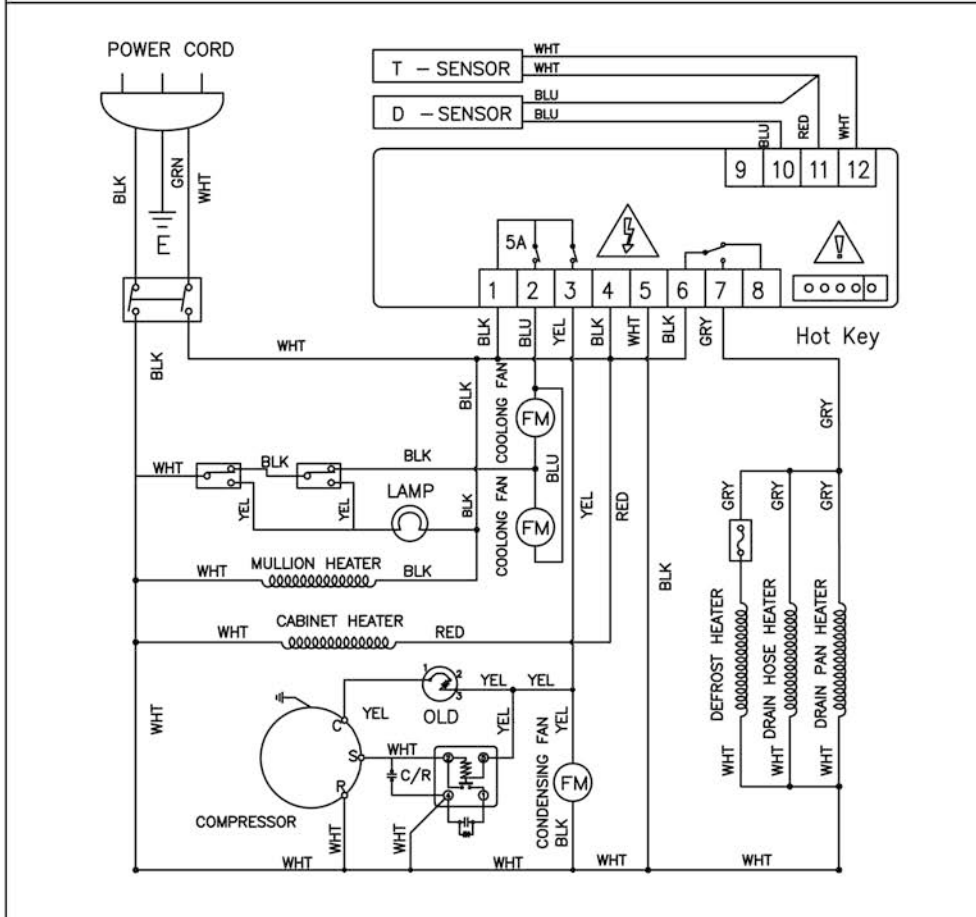 POWER CORD
T - SENSOR
WHT
WHT
D - SENSOR
BLU
BLU
BLU
RED
WHT
9 10 11 12
BLK
GRN
WHT
E
5A
1 2 3 4 5 6 7 8
Hot Key
BLK
BLU
YEL
BLK
WHT
BLK
GRY
WHT
BLK
BLK
COOLONG FAN
FM
GRY
WHT
BLK
BLK
BLU
YEL
YEL
LAMP
BLK
COOLONG FAN
FM
YEL
RED
BLK
GRY
GRY
GRY
MULLION HEATER
WHT
BLK
CABINET HEATER
WHT
RED
DEFROST HEATER
DRAIN HOSE HEATER
DRAIN PAN HEATER
WHT
1
2
3
OLD
YEL
YEL
YEL
YEL
YEL
C
S
R
WHT
C/R
COMPRESSOR
CONDENSING FAN
FM
BLK
WHT
WHT
WHT
WHT
WHT
WHT
WHT
WHT
WHT